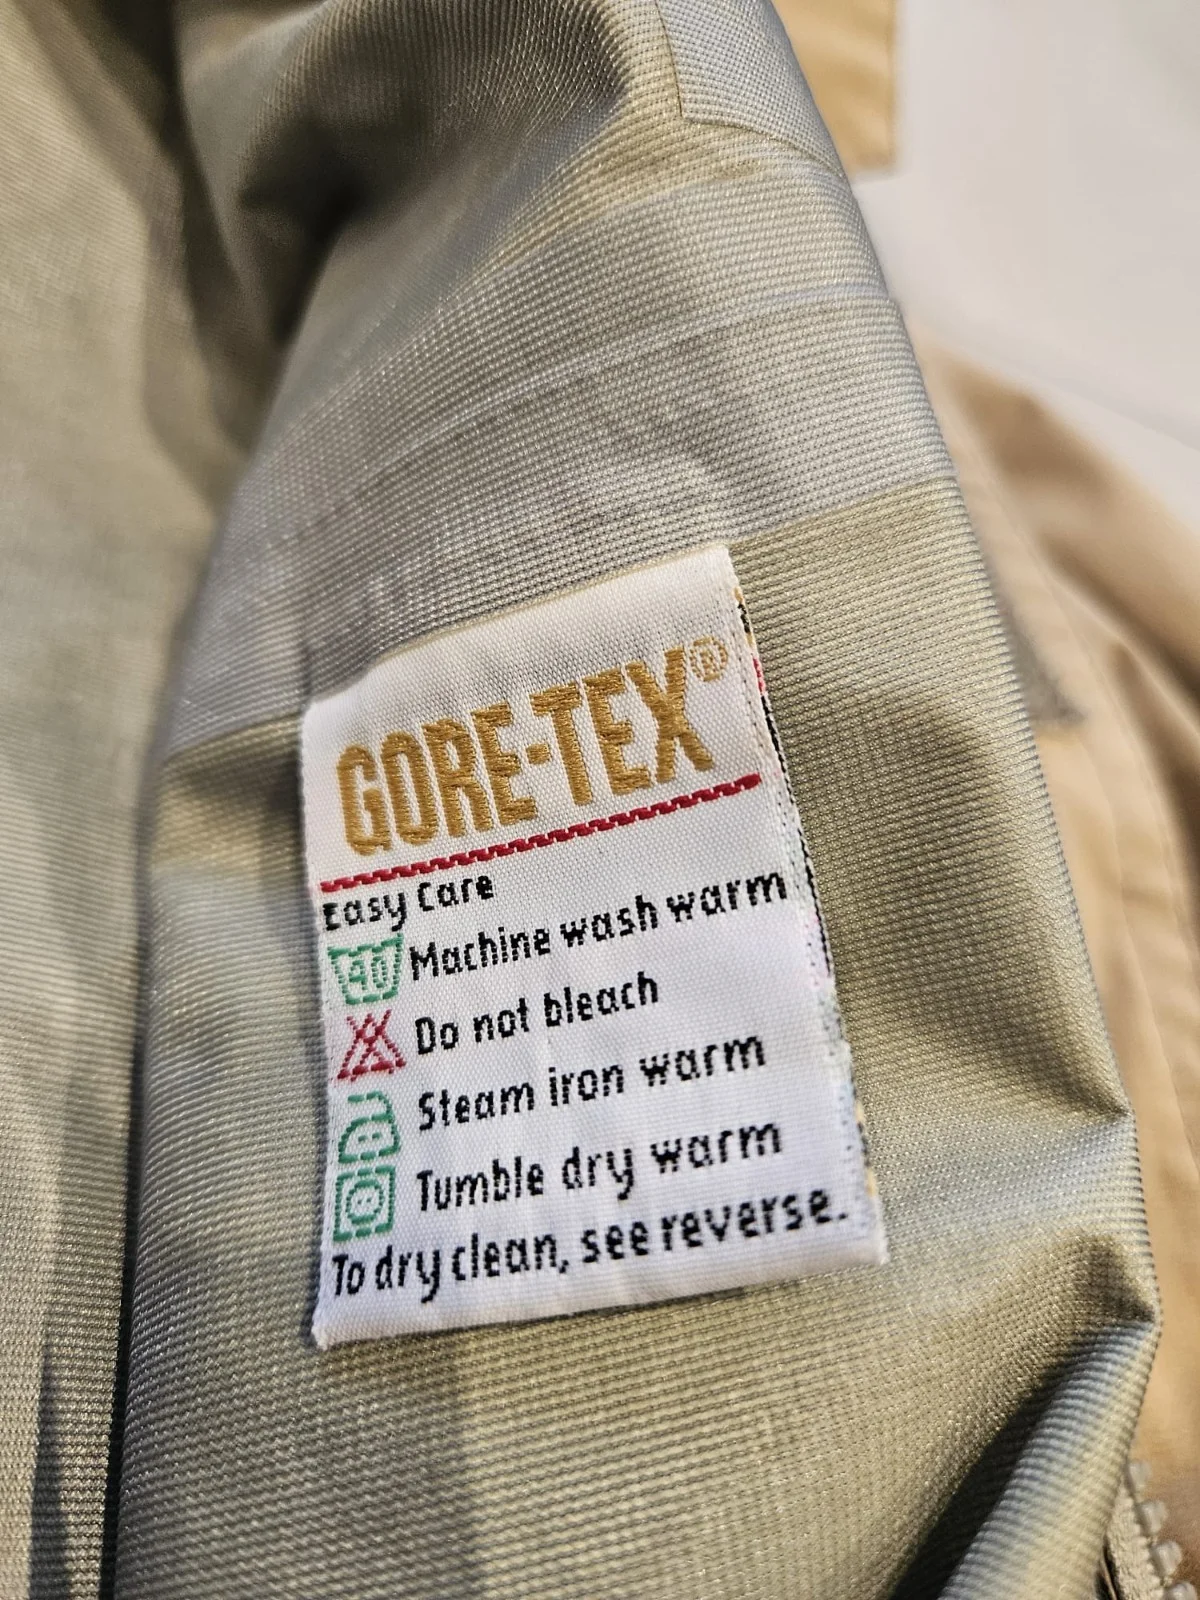 GORE-TEX®
Easy Care
40 Machine wash warm
Do not bleach
Steam iron warm
Tumble dry warm
To dry clean, see reverse.